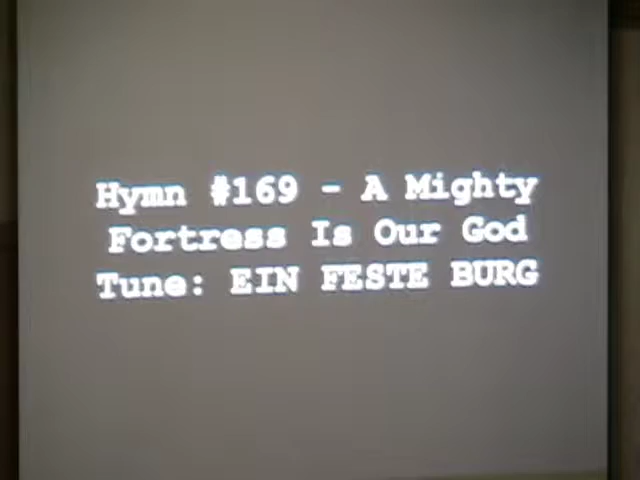 Hymn #169 - A Mighty
Fortress Is Our God
Tune: EIN FESTE BURG